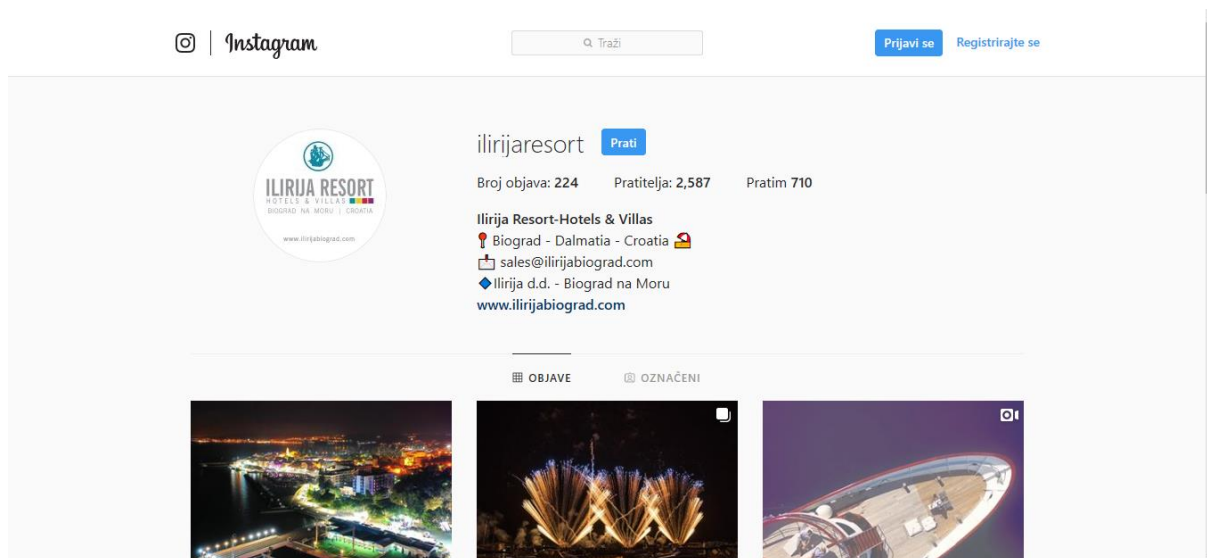 Instagram
Traži
Prijavi se
Registrirajte se
ILIRIJA RESORT
HOTELS & VILLAS
BIOGRAD NA MORU | CROATIA
www.ilirijabiograd.com
ilirijaresort
Prati
Broj objava: 224 Pratitelja: 2,587 Pratim 710
Ilirija Resort-Hotels & Villas
Biograd - Dalmatia - Croatia
sales@ilirijabiograd.com
Ilirija d.d. - Biograd na Moru
www.ilirijabiograd.com
OBJAVE
OZNAČENI